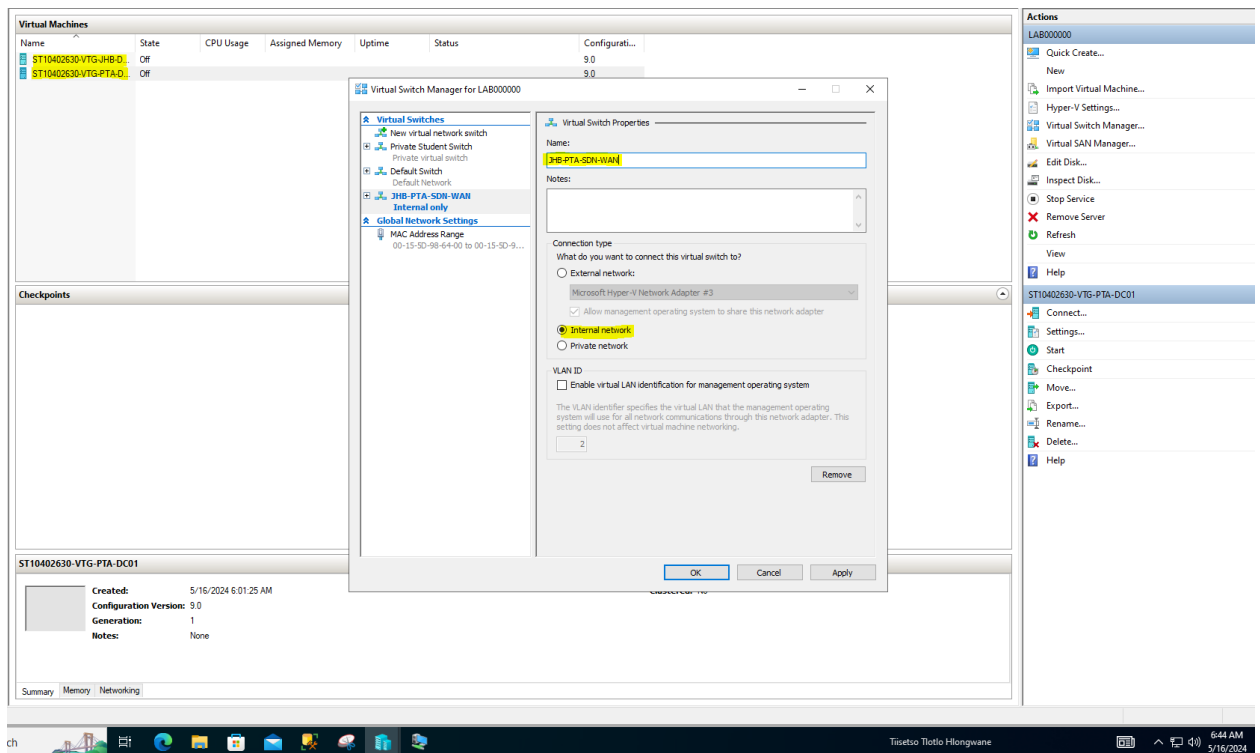 Virtual Machines
Name State CPU Usage Assigned Memory Uptime Status Configurati...
ST10402630-VTG-JHB-D... Off 9.0
ST10402630-VTG-PTA-D... Off 9.0
Checkpoints
ST10402630-VTG-PTA-DC01
Created: 5/16/2024 6:01:25 AM
Configuration Version: 9.0
Generation: 1
Notes: None
Summary Memory Networking
Virtual Switch Manager for LAB000000
Virtual Switches
New virtual network switch
Private Student Switch
Private virtual switch
Default Switch
Default Network
JHB-PTA-SDN-WAN
Internal only
Global Network Settings
MAC Address Range
00-15-5D-98-64-00 to 00-15-5D-9...
Virtual Switch Properties
Name:
JHB-PTA-SDN-WAN
Notes:
Connection type
What do you want to connect this virtual switch to?
External network:
Microsoft Hyper-V Network Adapter #3
Allow management operating system to share this network adapter
Internal network
Private network
VLAN ID
Enable virtual LAN identification for management operating system
The VLAN identifier specifies the virtual LAN that the management operating
system will use for all network communications through this network adapter. This
setting does not affect virtual machine networking.
2
Remove
OK Cancel Apply
Actions
LAB000000
Quick Create...
New
Import Virtual Machine...
Hyper-V Settings...
Virtual Switch Manager...
Virtual SAN Manager...
Edit Disk...
Inspect Disk...
Stop Service
Remove Server
Refresh
View
Help
ST10402630-VTG-PTA-DC01
Connect...
Settings...
Start
Checkpoint
Move...
Export...
Rename...
Delete...
Help
ch
Tiisetso Tlotlo Hlongwane
6:44 AM
5/16/2024